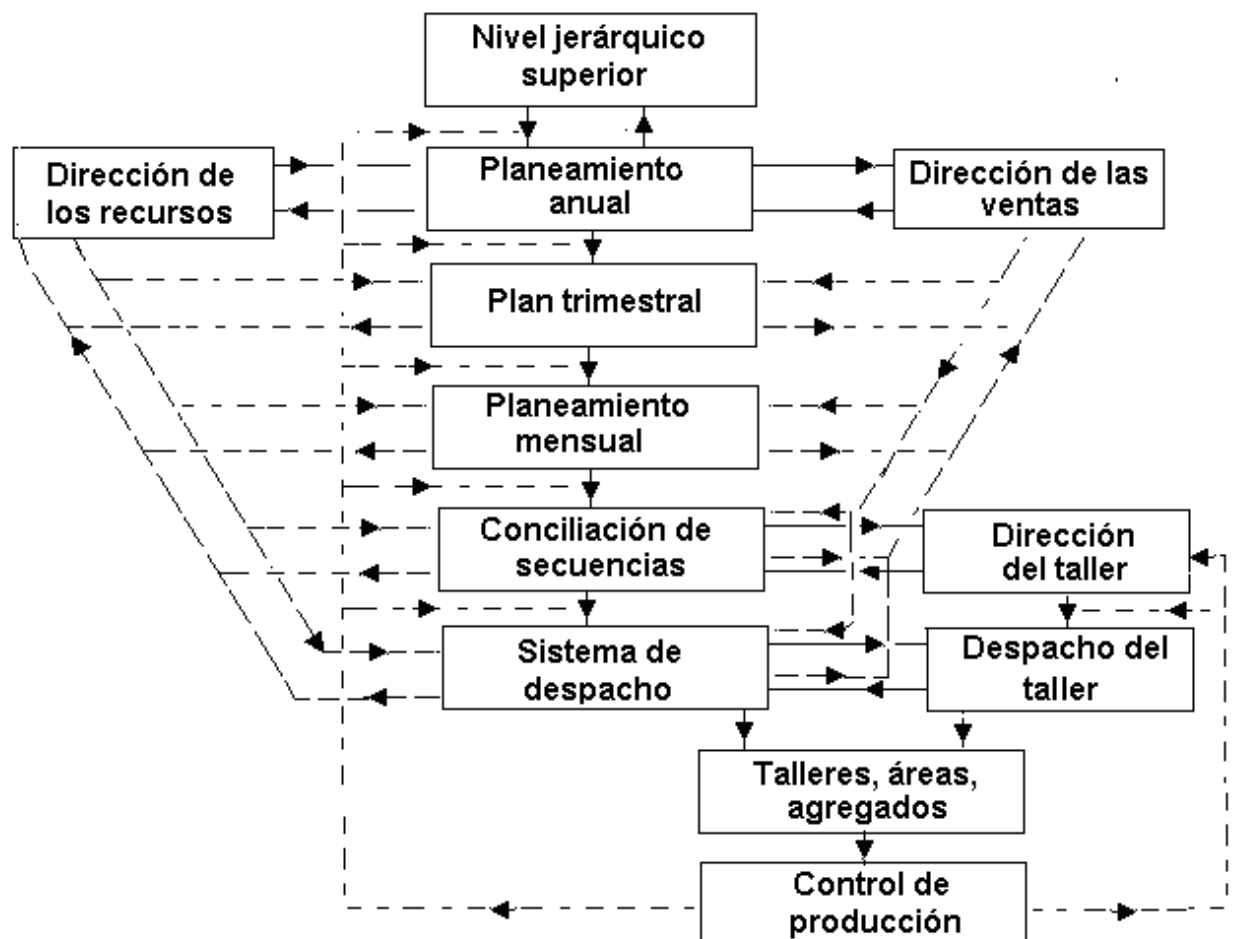 Nivel jerárquico
superior
Dirección de
los recursos
Planeamiento
anual
Dirección de las
ventas
Plan trimestral
Planeamiento
mensual
Conciliación de
secuencias
Dirección
del taller
Sistema de
despacho
Despacho del
taller
Talleres, áreas,
agregados
Control de
producción